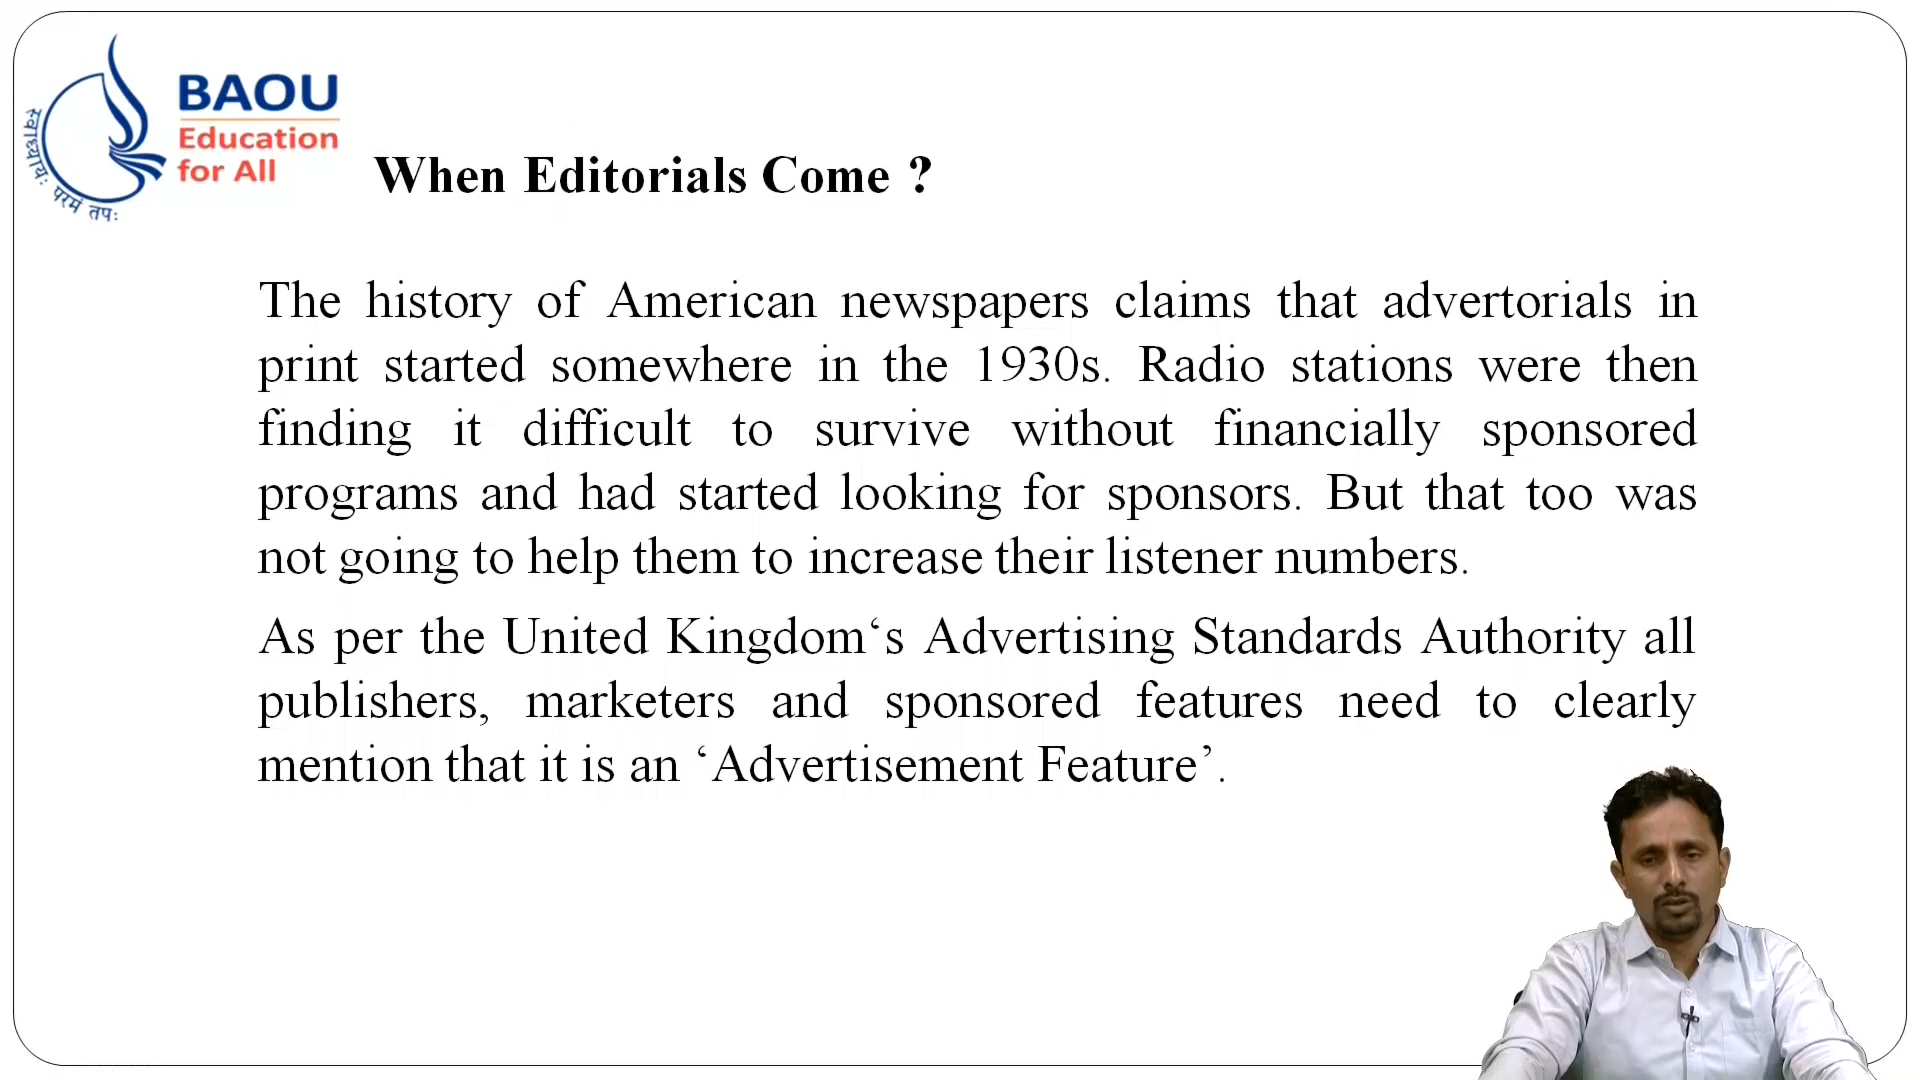 BAOU
Education
for All
स्वाध्यायः परमं तपः
When Editorials Come ?
The history of American newspapers claims that advertorials in
print started somewhere in the 1930s. Radio stations were then
finding it difficult to survive without financially sponsored
programs and had started looking for sponsors. But that too was
not going to help them to increase their listener numbers.
As per the United Kingdom‘s Advertising Standards Authority all
publishers, marketers and sponsored features need to clearly
mention that it is an ‘Advertisement Feature’.